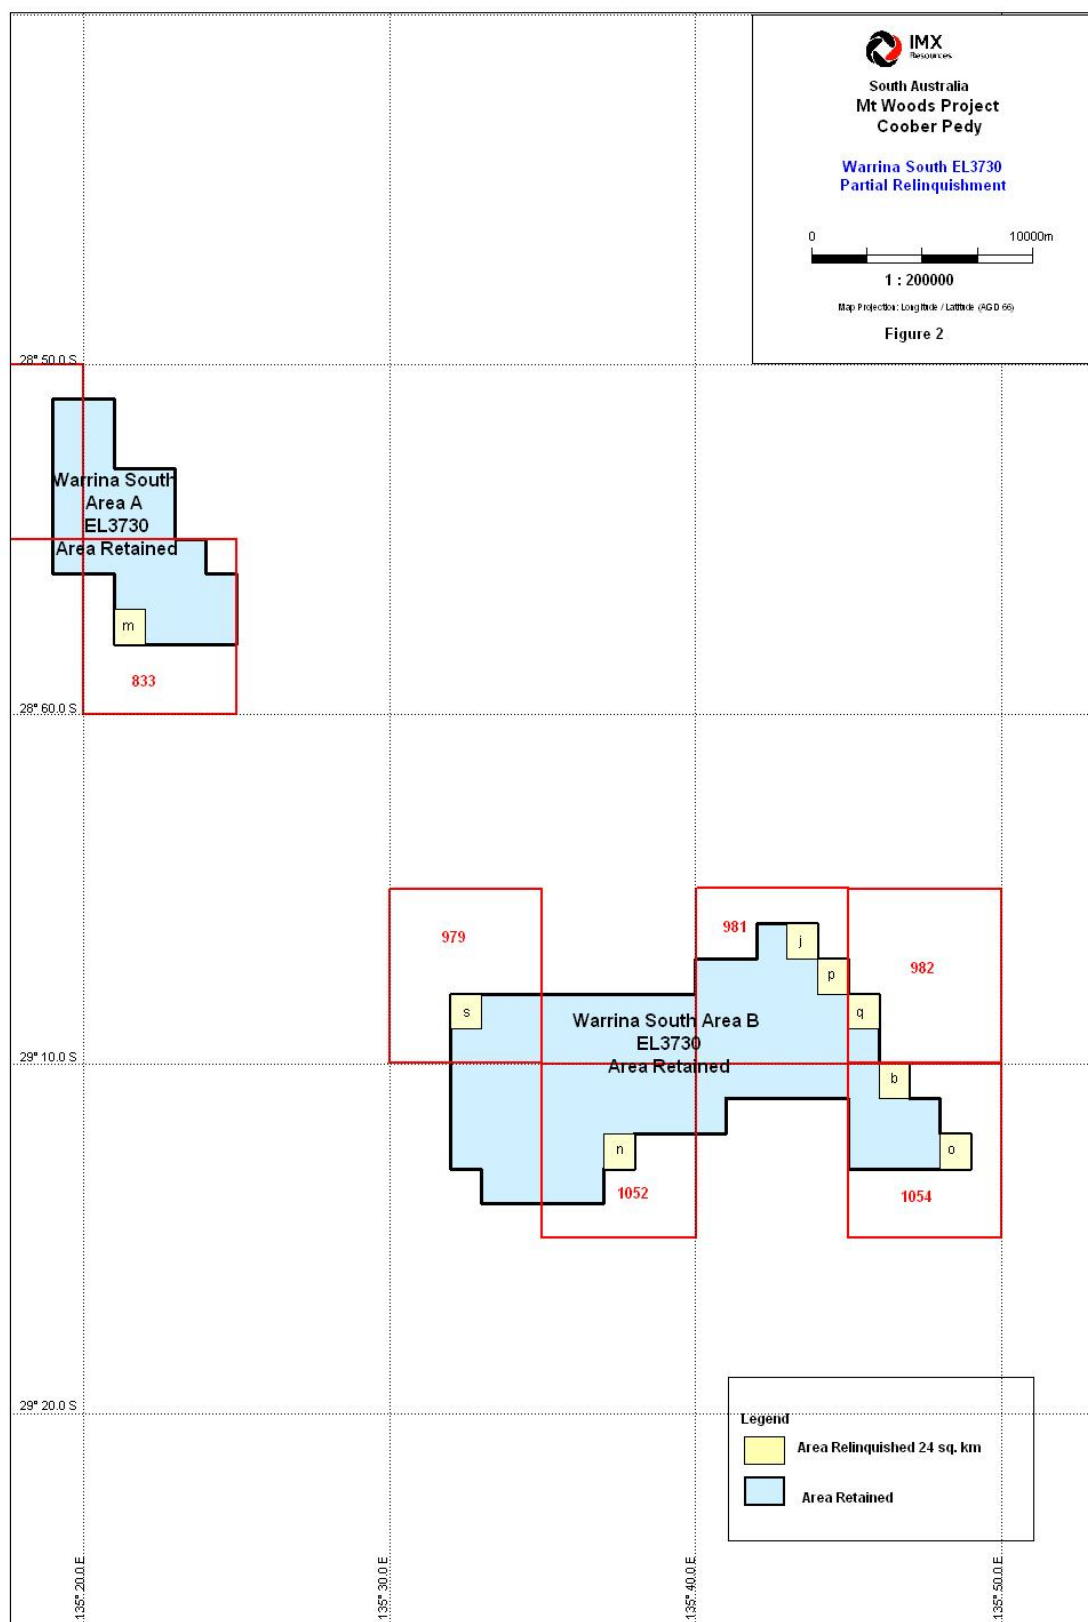 IMX
Resources
South Australia
Mt Woods Project
Coober Pedy
Warrina South EL3730
Partial Relinquishment
0 10000m
1 : 200000
Map Projection: Longitude / Latitude (AGD 66)
Figure 2
28° 50.0 S
Warrina South
Area A
EL3730
Area Retained
m
833
28° 60.0 S
979
981
982
j
p
s
q
Warrina South Area B
EL3730
Area Retained
29° 10.0 S
b
n
o
1052
1054
29° 20.0 S
Legend
Area Relinquished 24 sq. km
Area Retained
135° 20.0 E
135° 30.0 E
135° 40.0 E
135° 50.0 E